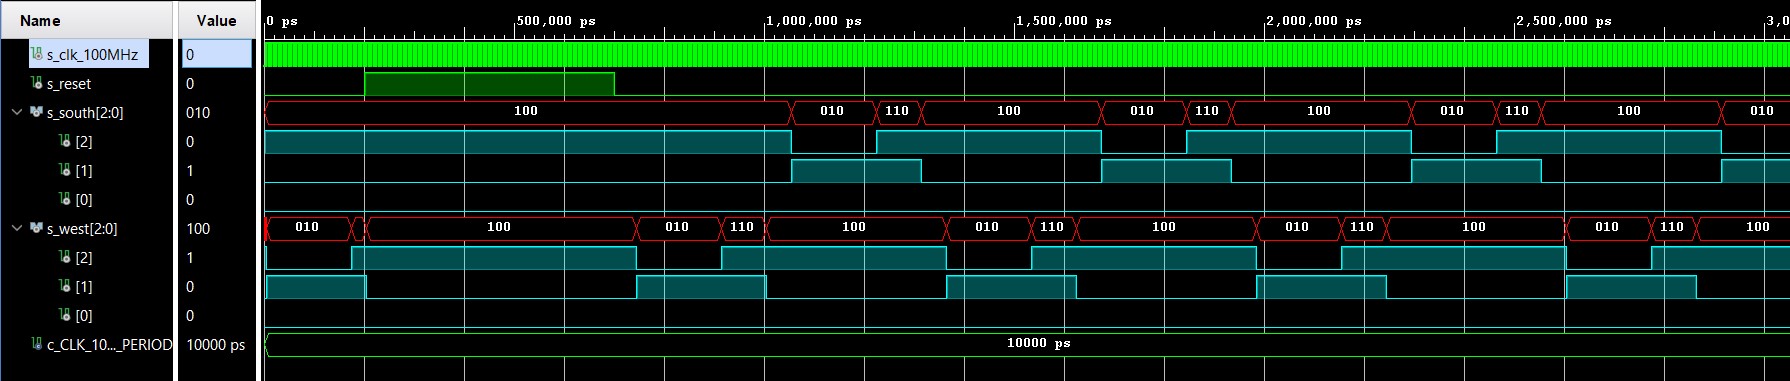 Name Value
0 ps 500,000 ps 1,000,000 ps 1,500,000 ps 2,000,000 ps 2,500,000 ps 3,0
s_clk_100MHz 0
s_reset 0
s_south[2:0] 010 100 010 110 100 010 110 100 010 110 100 010
[2] 0
[1] 1
[0] 0
s_west[2:0] 100 010 100 010 110 100 010 110 100 010 110 100 010 110 100
[2] 1
[1] 0
[0] 0
c_CLK_10..._PERIOD 10000 ps 10000 ps